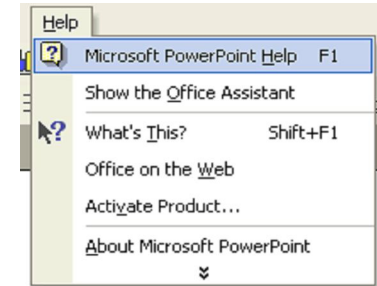 Help
Microsoft PowerPoint Help F1
Show the Office Assistant
What's This? Shift+F1
Office on the Web
Activate Product...
About Microsoft PowerPoint